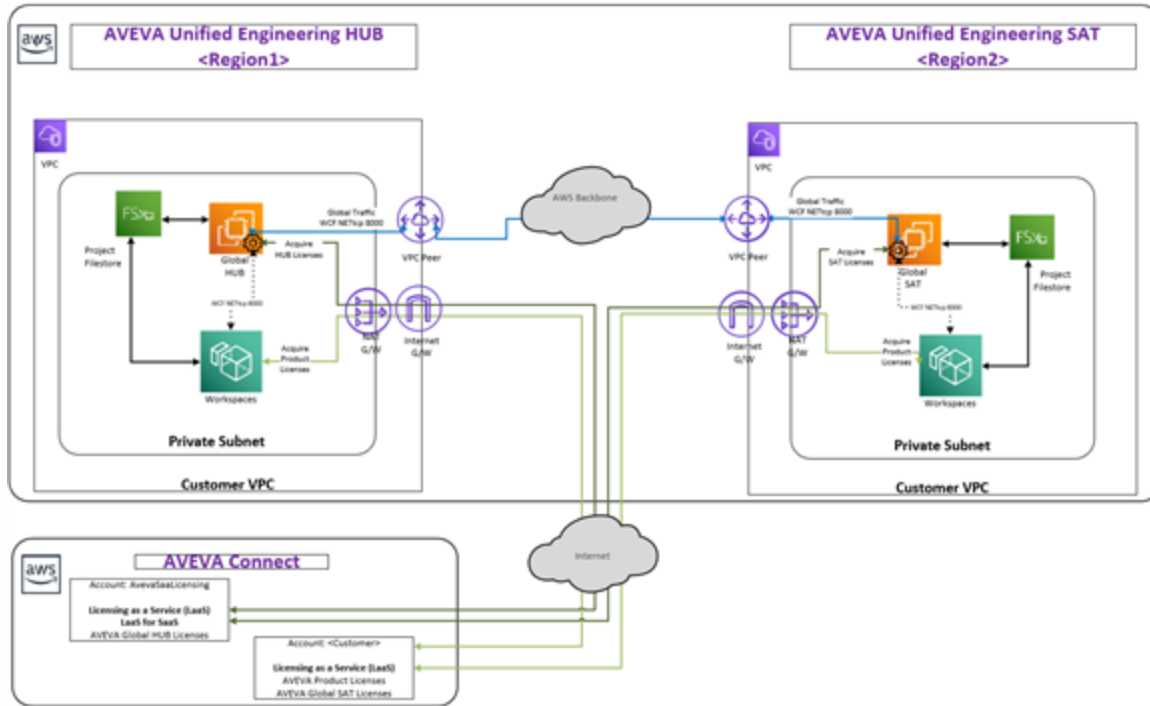 aws
AVEVA Unified Engineering HUB
<Region1>
AVEVA Unified Engineering SAT
<Region2>
VPC
VPC
FSx
Project
Filestore
Global
HUB
Global Traffic
WCF NETtcp 8000
Acquire
HUB Licenses
WCF NETtcp 8000
VPC Peer
AWS Backbone
VPC Peer
Global Traffic
WCF NETtcp 8000
Acquire
SAT Licenses
Global
SAT
FSx
Project
Filestore
WCF NETtcp 8000
NAT
G/W
Internet
G/W
Internet
G/W
NAT
G/W
Acquire
Product
Licenses
Workspaces
Acquire
Product
Licenses
Workspaces
Private Subnet
Customer VPC
Private Subnet
Customer VPC
Internet
aws
AVEVA Connect
Account: AvevaSaaLicensing
Licensing as a Service (LaaS)
LaaS for SaaS
AVEVA Global HUB Licenses
Account: <Customer>
Licensing as a Service (LaaS)
AVEVA Product Licenses
AVEVA Global SAT Licenses